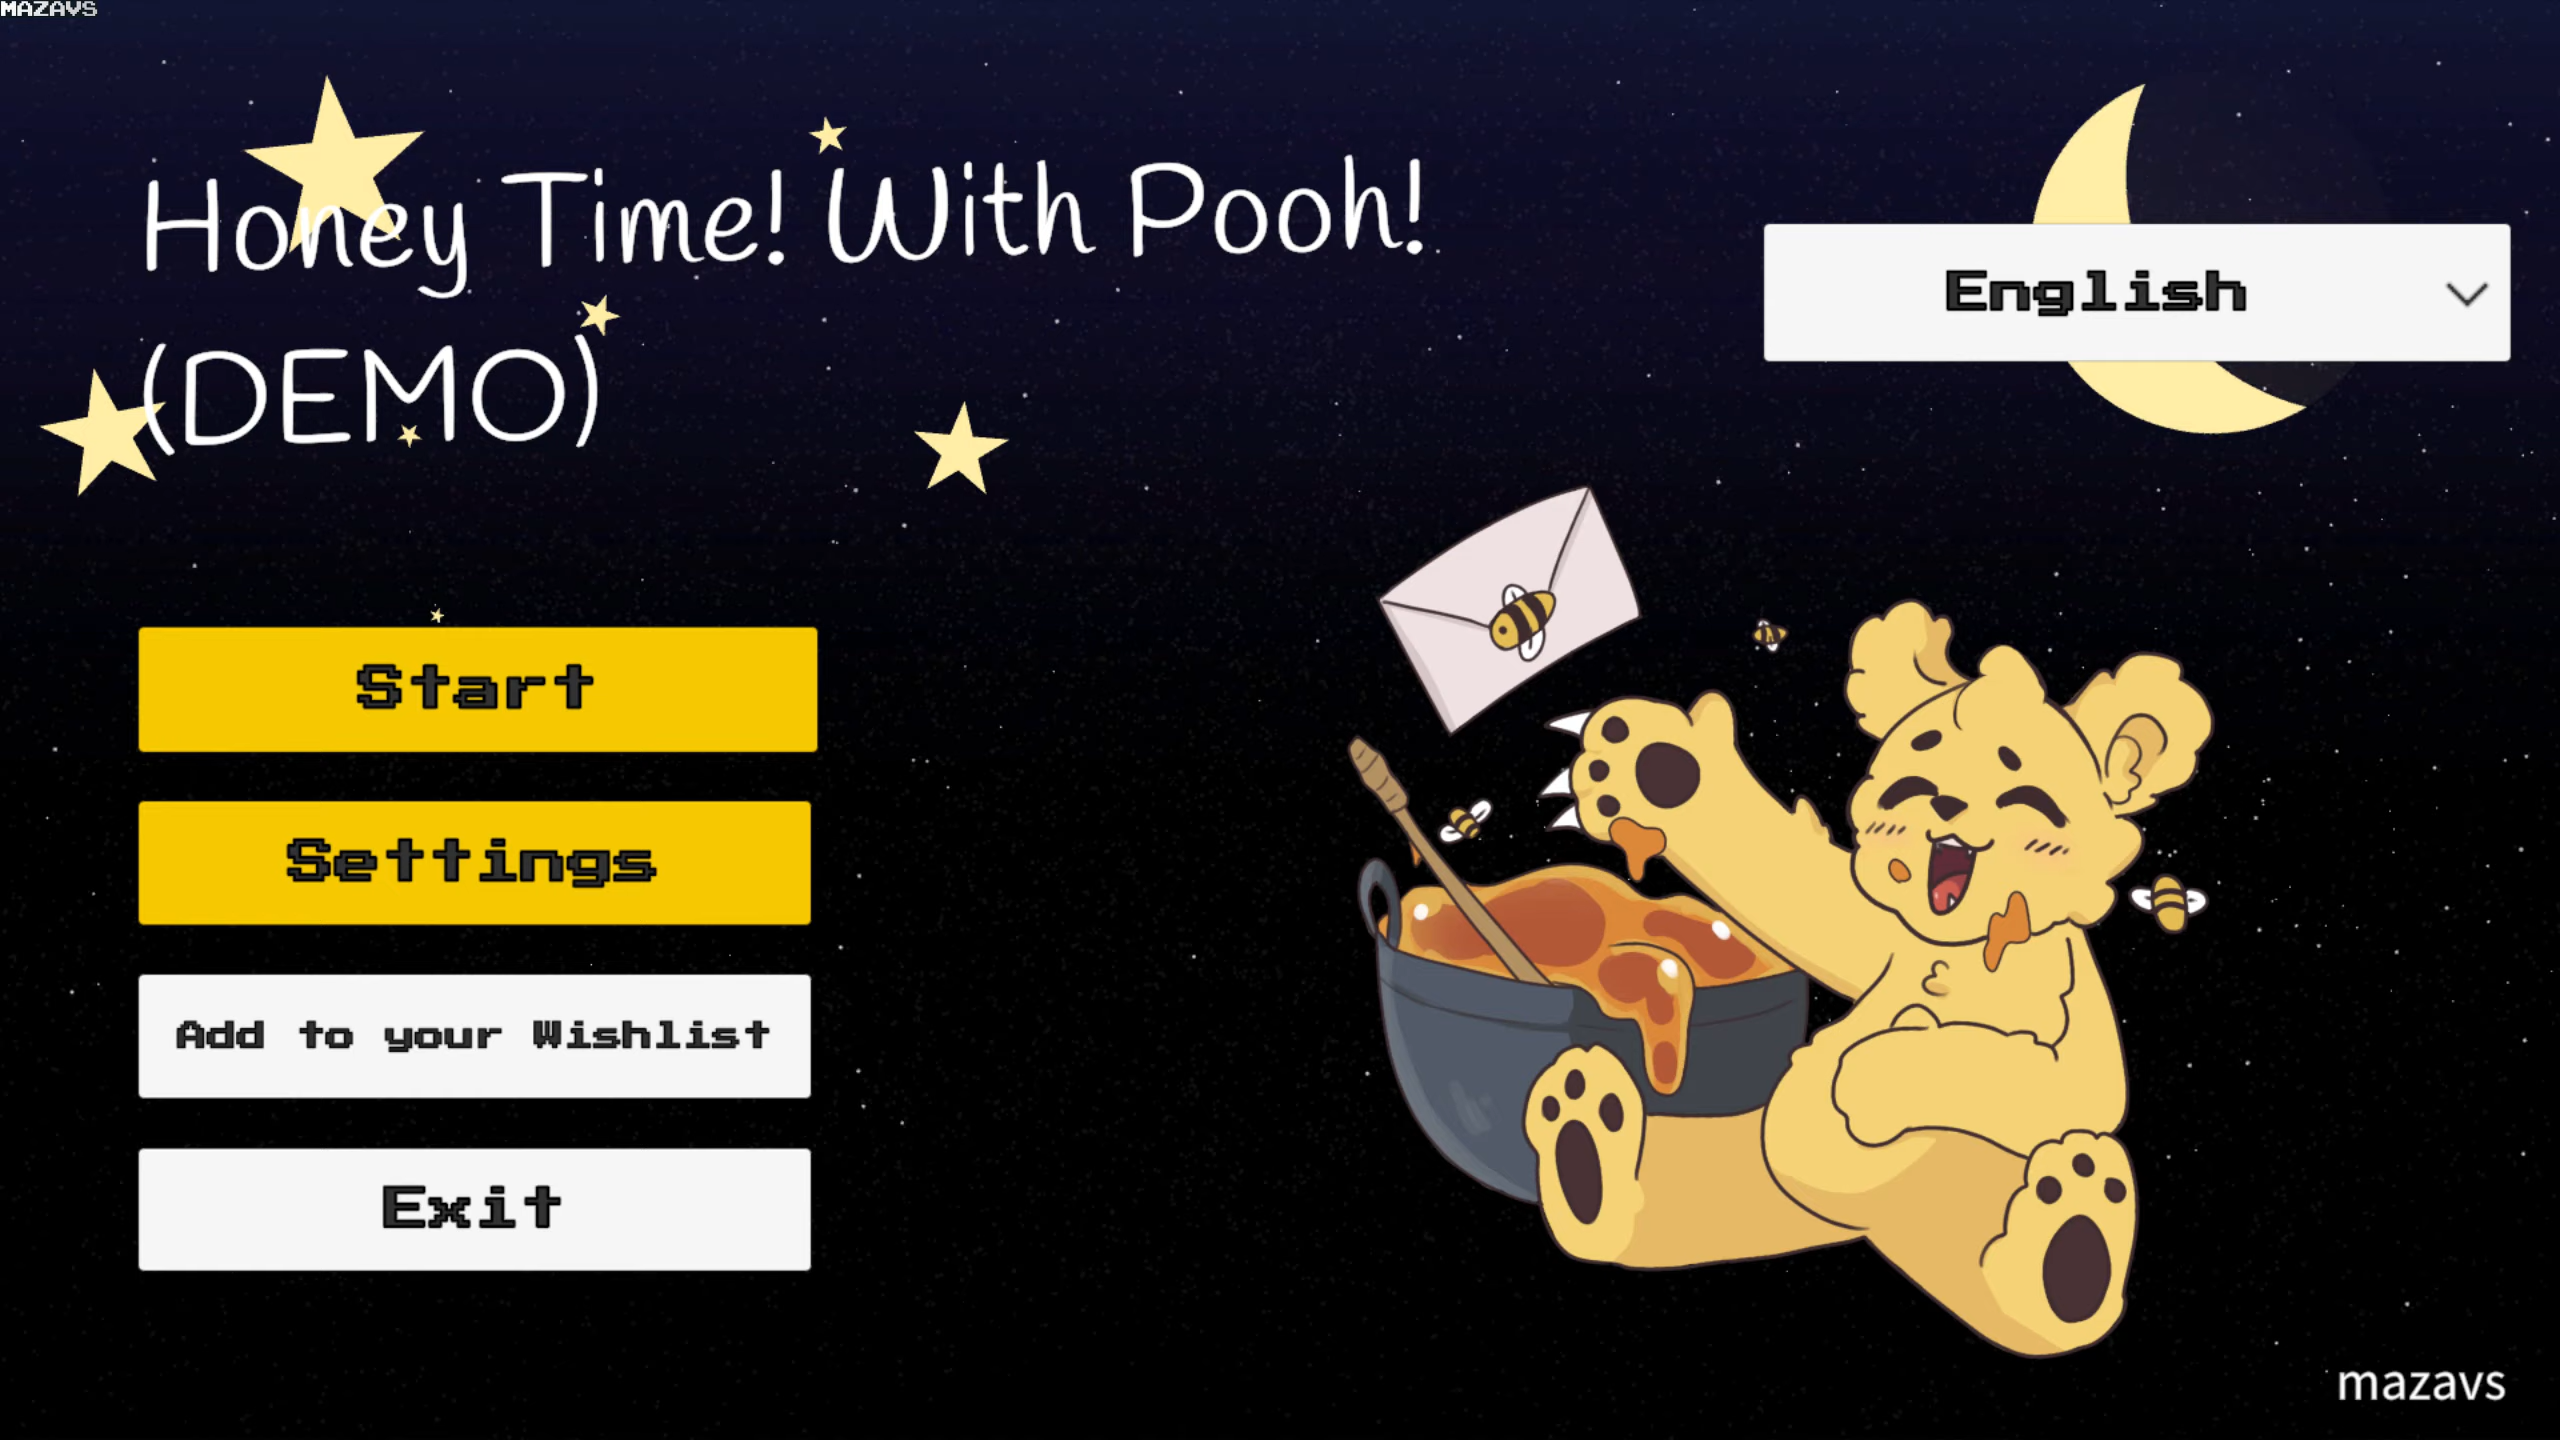 MAZAVS
Honey Time! With Pooh!
(DEMO)
English
Start
Settings
Add to your Wishlist
Exit
mazavs